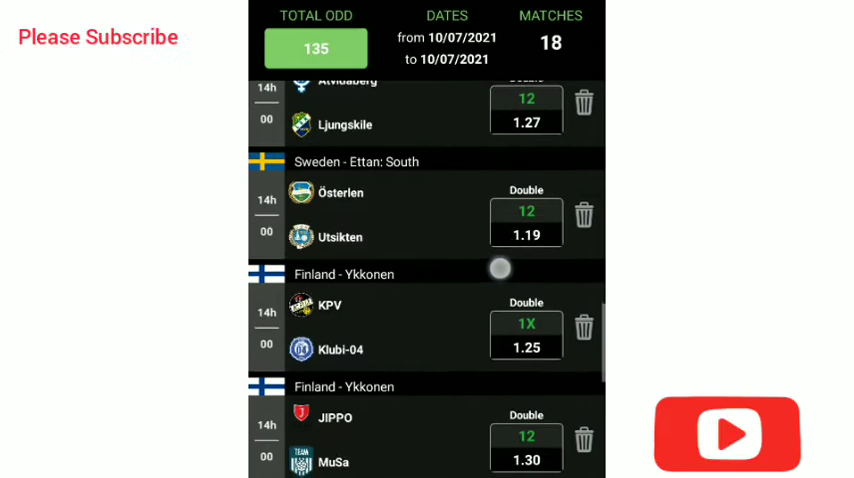 Please Subscribe
TOTAL ODD
DATES
MATCHES
135
from 10/07/2021
to 10/07/2021
18
14h
00
Åtvidaberg
Ljungskile
Double
12
1.27
Sweden - Ettan: South
14h
00
Österlen
Utsikten
Double
12
1.19
Finland - Ykkonen
14h
00
KPV
Klubi-04
Double
1X
1.25
Finland - Ykkonen
14h
00
JIPPO
MuSa
Double
12
1.30